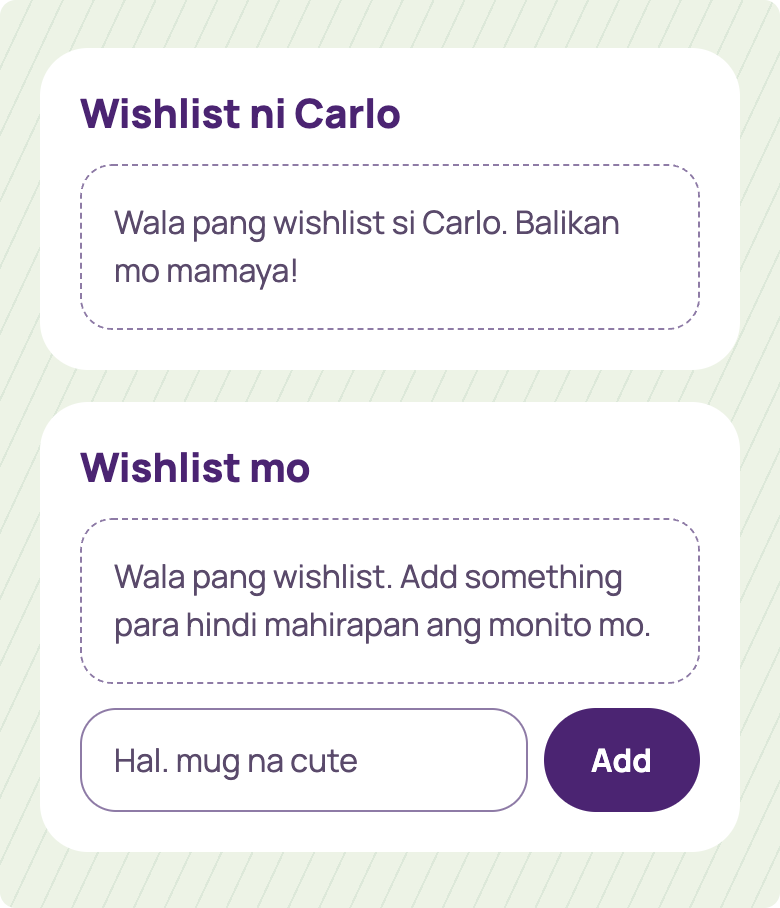 Wishlist ni Carlo
Wala pang wishlist si Carlo. Balikan
mo mamaya!
Wishlist mo
Wala pang wishlist. Add something
para hindi mahirapan ang monito mo.
Hal. mug na cute
Add